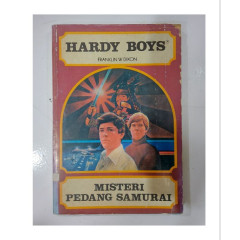 HARDY BOYS
FRANKLIN W. DIXON
MISTERI
PEDANG SAMURAI